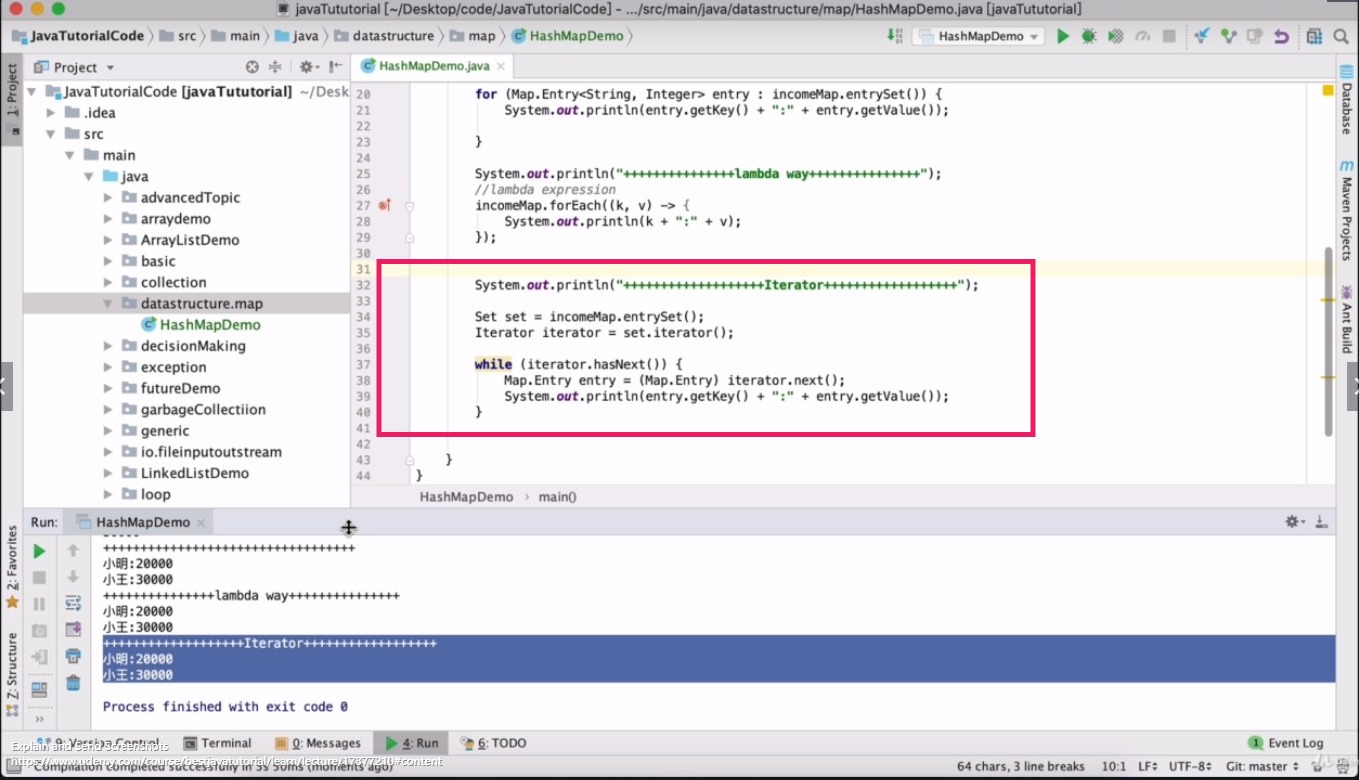 javaTututorial [~/Desktop/code/JavaTutorialCode] - .../src/main/java/datastructure/map/HashMapDemo.java [javaTututorial]
JavaTutorialCode src main java datastructure map HashMapDemo
HashMapDemo
Project
HashMapDemo.java
1: Project
JavaTutorialCode [javaTututorial] ~/Desk
.idea
src
main
java
advancedTopic
arraydemo
ArrayListDemo
basic
collection
datastructure.map
HashMapDemo
decisionMaking
exception
futureDemo
garbageCollectiion
generic
io.fileinputoutstream
LinkedListDemo
loop
20 for (Map.Entry<String, Integer> entry : incomeMap.entrySet()) {
21 System.out.println(entry.getKey() + ":" + entry.getValue());
22
23 }
24
25 System.out.println("+++++++++++++++lambda way+++++++++++++++");
26 //lambda expression
27 incomeMap.forEach((k, v) -> {
28 System.out.println(k + ":" + v);
29 });
30
31
32 System.out.println("+++++++++++++++++++Iterator++++++++++++++++++");
33
34 Set set = incomeMap.entrySet();
35 Iterator iterator = set.iterator();
36
37 while (iterator.hasNext()) {
38 Map.Entry entry = (Map.Entry) iterator.next();
39 System.out.println(entry.getKey() + ":" + entry.getValue());
40 }
41
42
43 }
44 }
HashMapDemo › main()
Database
Maven Projects
Ant Build
Run: HashMapDemo
++++++++++++++++++++++++++++++++++
小明:20000
小王:30000
+++++++++++++++lambda way+++++++++++++++
小明:20000
小王:30000
+++++++++++++++++++Iterator++++++++++++++++++
小明:20000
小王:30000
Process finished with exit code 0
2: Favorites
Z: Structure
9: Version Control Terminal 0: Messages 4: Run 6: TODO 1 Event Log
Explain and Send Screenshots
https://www.udemy.com/course/bestjavatutorial/learn/lecture/17377210#content
Compilation completed successfully in 3s 50ms (moments ago) 64 chars, 3 line breaks 10:1 LF UTF-8 Git: master